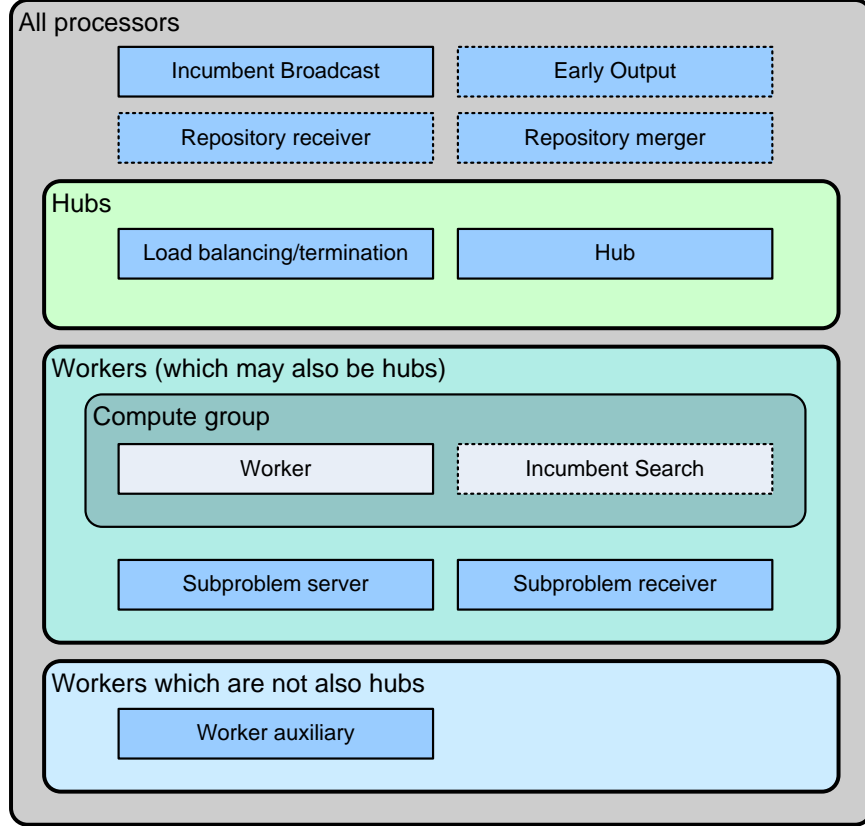 All processors
Incumbent Broadcast
Early Output
Repository receiver
Repository merger
Hubs
Load balancing/termination
Hub
Workers (which may also be hubs)
Compute group
Worker
Incumbent Search
Subproblem server
Subproblem receiver
Workers which are not also hubs
Worker auxiliary